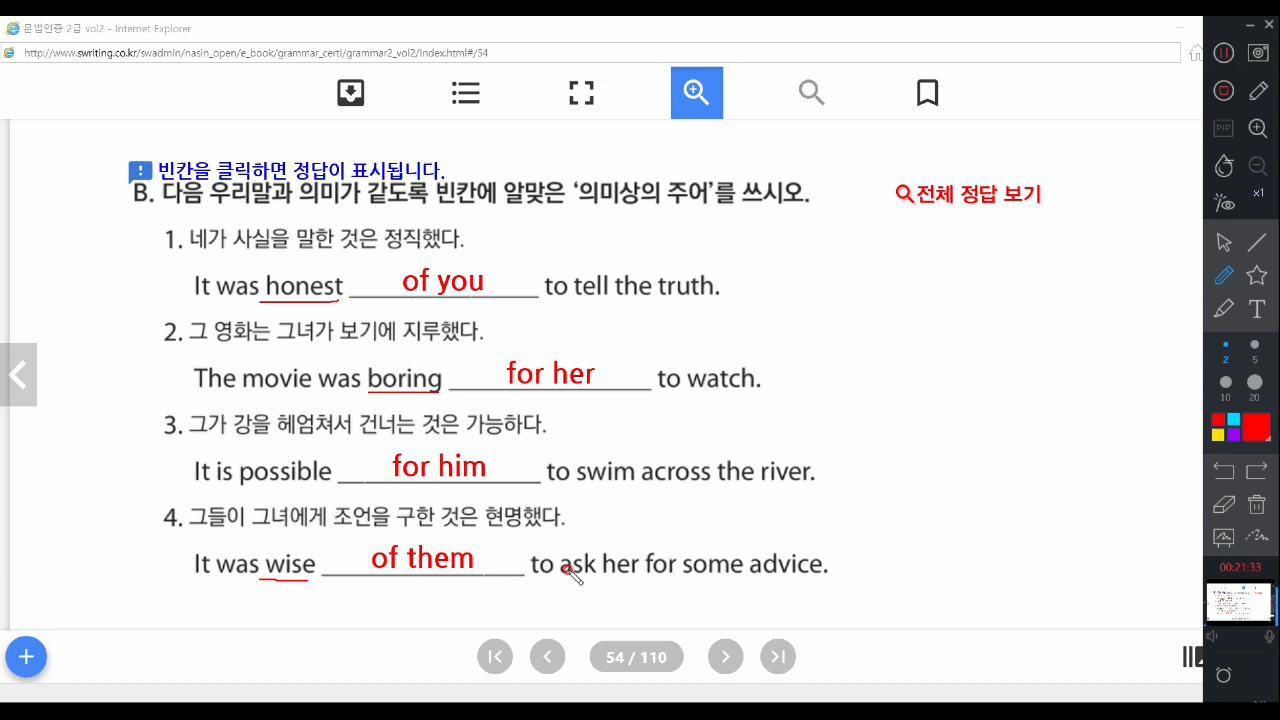 문법인증 2급 vol2 - Internet Explorer
http://www.swriting.co.kr/swadmin/nasin_open/e_book/grammar_certi/grammar2_vol2/index.html#/54
빈칸을 클릭하면 정답이 표시됩니다.
B. 다음 우리말과 의미가 같도록 빈칸에 알맞은 ‘의미상의 주어’를 쓰시오.
전체 정답 보기
1. 네가 사실을 말한 것은 정직했다.
It was honest of you to tell the truth.
2. 그 영화는 그녀가 보기에 지루했다.
The movie was boring for her to watch.
3. 그가 강을 헤엄쳐서 건너는 것은 가능하다.
It is possible for him to swim across the river.
4. 그들이 그녀에게 조언을 구한 것은 현명했다.
It was wise of them to ask her for some advice.
54 / 110
PIP
x1
2 5
10 20
00:21:33